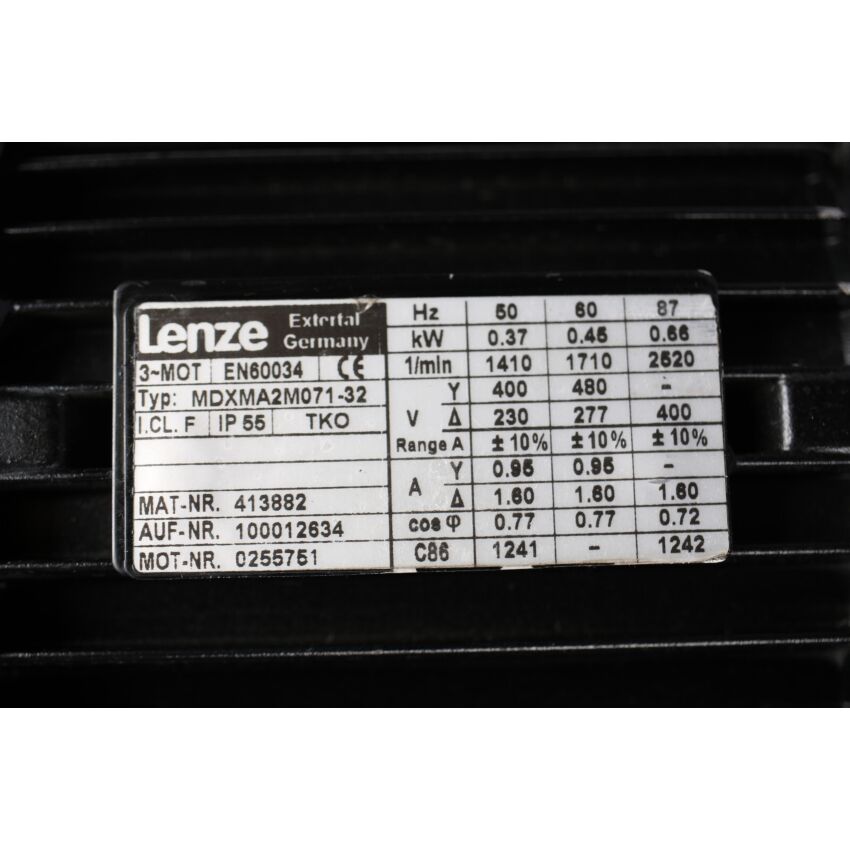 Lenze Extertal Germany
3~MOT EN60034 CE
Typ: MDXMA2M071-32
I.CL. F IP 55 TKO
MAT-NR. 413882
AUF-NR. 100012634
MOT-NR. 0255751
Hz 50 60 87
kW 0.37 0.45 0.66
1/min 1410 1710 2520
V Y 400 480 -
Δ 230 277 400
Range A ±10% ±10% ±10%
A Y 0.95 0.95 -
Δ 1.60 1.60 1.60
cos φ 0.77 0.77 0.72
C86 1241 - 1242